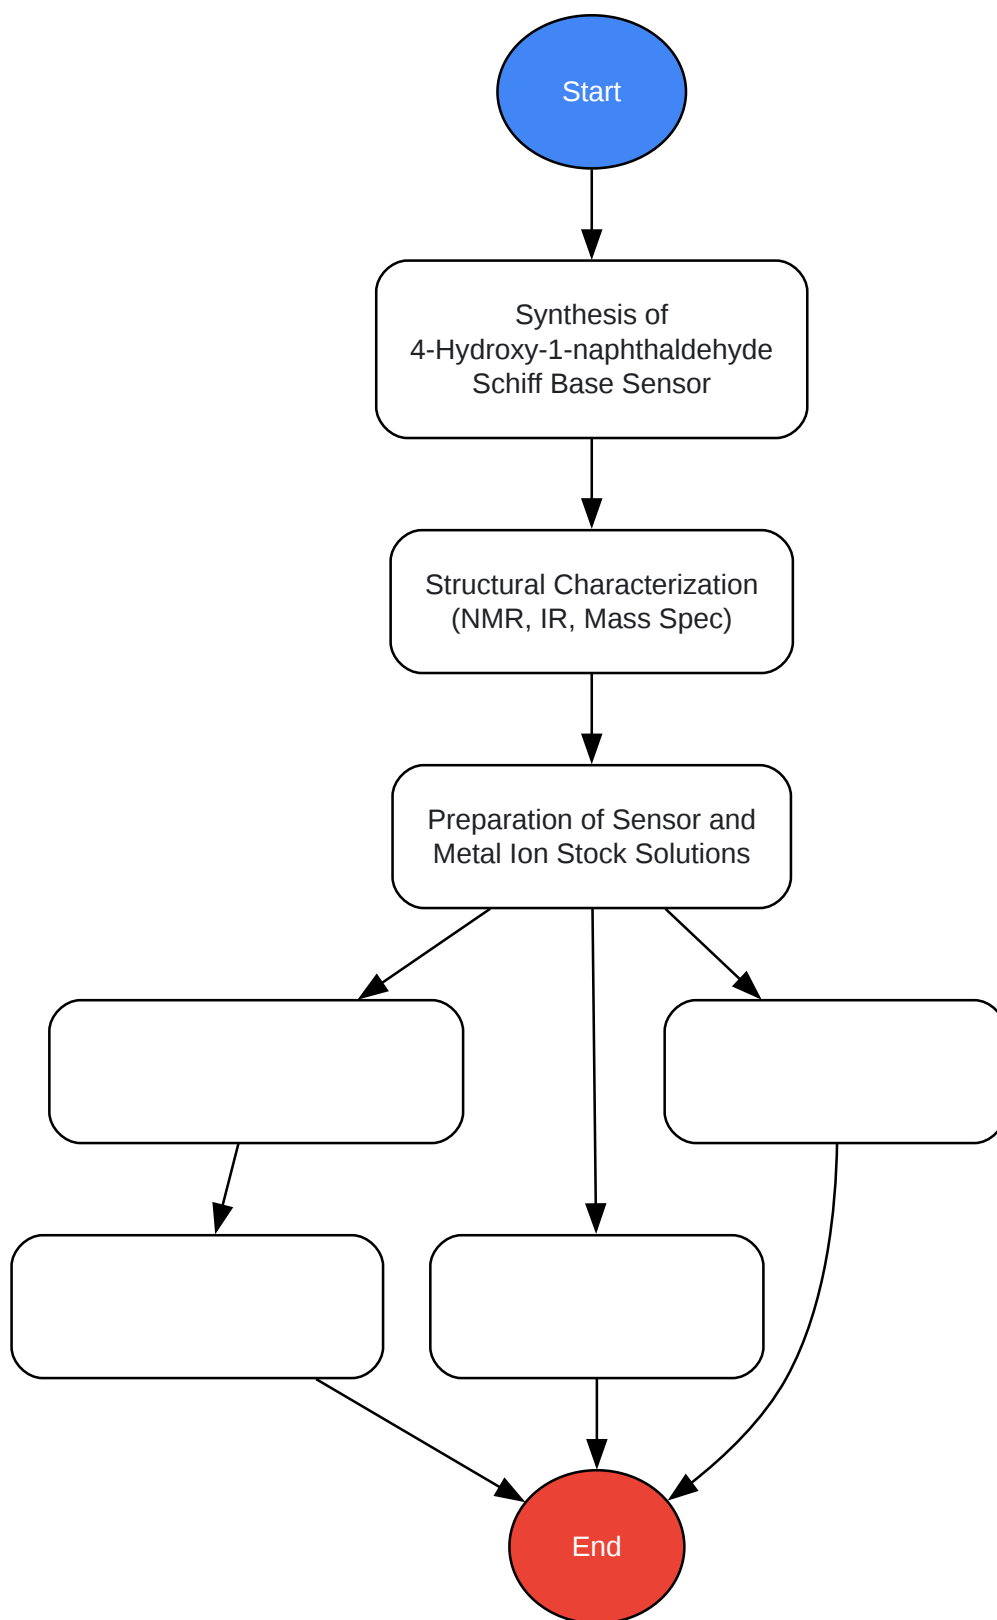 Start
Synthesis of
4-Hydroxy-1-naphthaldehyde
Schiff Base Sensor
Structural Characterization
(NMR, IR, Mass Spec)
Preparation of Sensor and
Metal Ion Stock Solutions
End